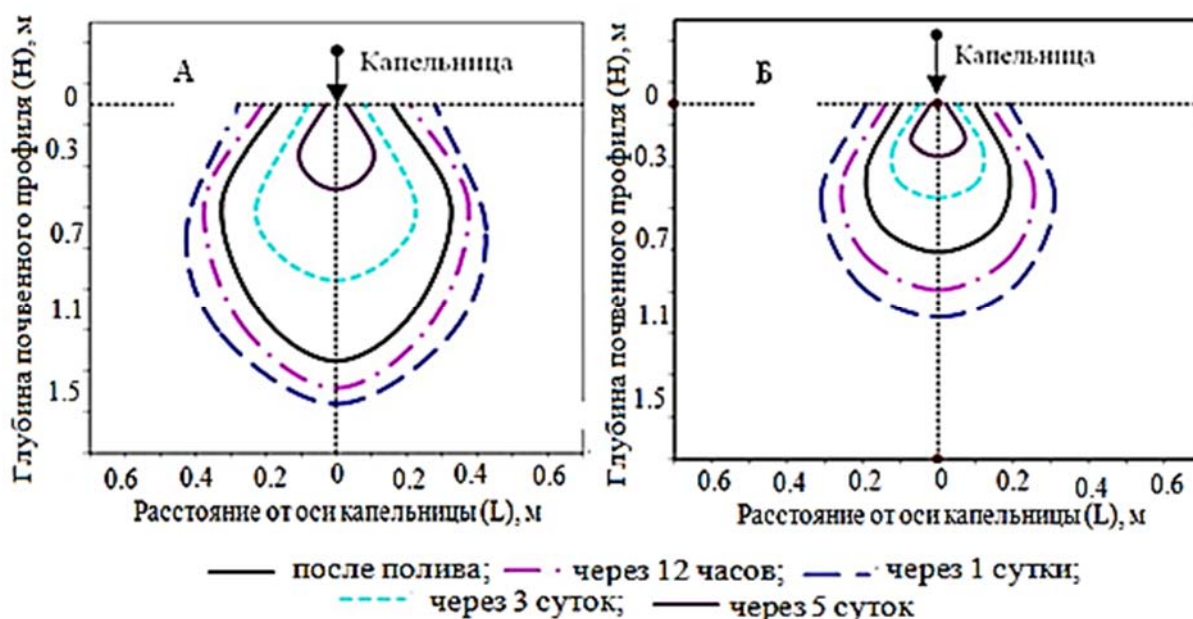 Глубина почвенного профиля (Н), м
А
Капельница
0
0.3
0.7
1.1
1.5
0.6 0.4 0.2 0 0.2 0.4 0.6
Расстояние от оси капельницы (L), м
Глубина почвенного профиля (Н), м
Б
Капельница
0
0.3
0.7
1.1
1.5
0.6 0.4 0.2 0 0.2 0.4 0.6
Расстояние от оси капельницы (L), м
после полива; через 12 часов; через 1 сутки;
через 3 суток; через 5 суток